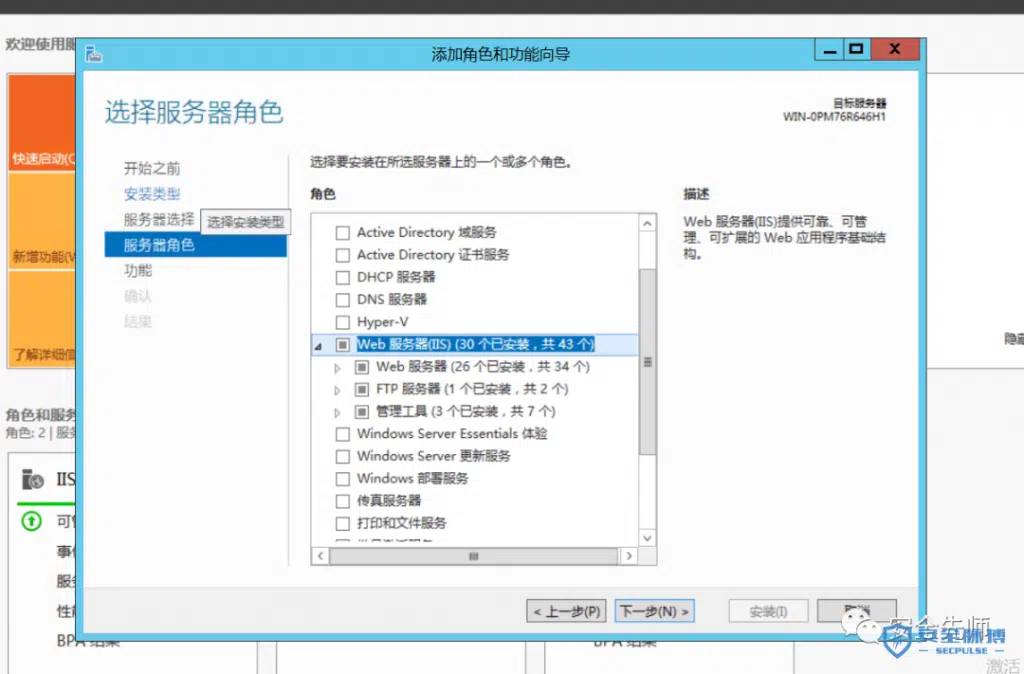 欢迎使用服
添加角色和功能向导
选择服务器角色
目标服务器
WIN-0PM76R646H1
快速启动(Q
新增功能(W
了解详细信
开始之前
安装类型
服务器选择
选择安装类型
服务器角色
功能
确认
结果
选择要安装在所选服务器上的一个或多个角色。
角色
Active Directory 域服务
Active Directory 证书服务
DHCP 服务器
DNS 服务器
Hyper-V
Web 服务器(IIS) (30 个已安装，共 43 个)
Web 服务器 (26 个已安装，共 34 个)
FTP 服务器 (1 个已安装，共 2 个)
管理工具 (3 个已安装，共 7 个)
Windows Server Essentials 体验
Windows Server 更新服务
Windows 部署服务
传真服务器
打印和文件服务
描述
Web 服务器(IIS)提供可靠、可管
理、可扩展的 Web 应用程序基础结
构。
隐藏
角色和服务
角色: 2 | 服务
IIS
可管
事件
服务
性能
BPA 结果
BPA 结果
< 上一步(P)
下一步(N) >
安装(I)
取消
安全脉搏
SECPULSE
激活